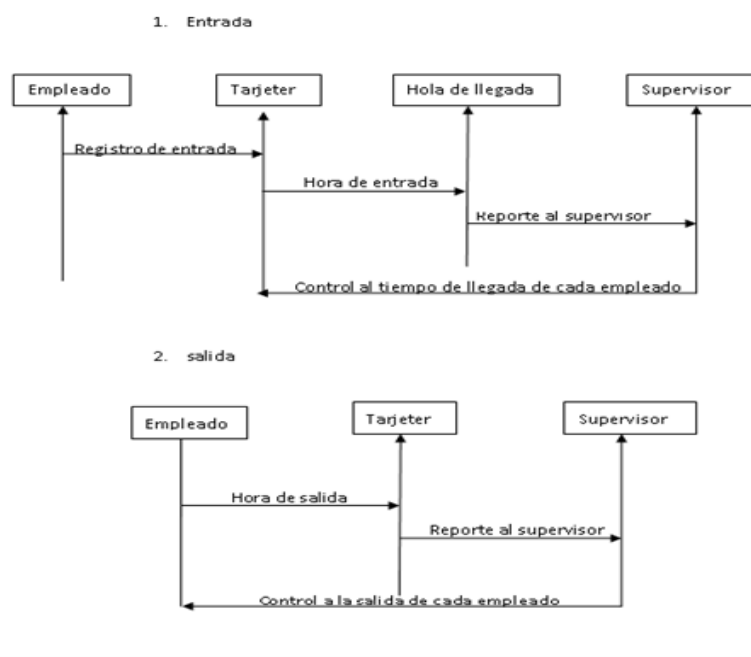 1. Entrada
Empleado
Tarjeter
Hola de llegada
Supervisor
Registro de entrada
Hora de entrada
Reporte al supervisor
Control al tiempo de llegada de cada empleado
2. salida
Empleado
Tarjeter
Supervisor
Hora de salida
Reporte al supervisor
Control a la salida de cada empleado